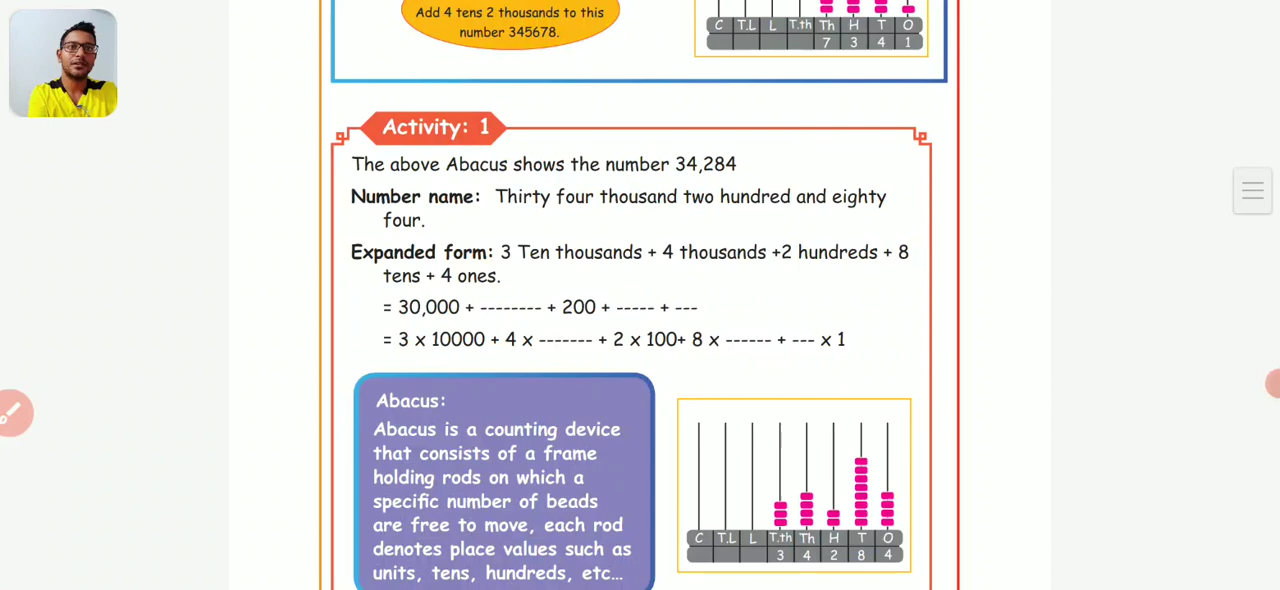 Add 4 tens 2 thousands to this
number 345678.
C T.L L T.th Th H T O
7 3 4 1
Activity: 1
The above Abacus shows the number 34,284
Number name: Thirty four thousand two hundred and eighty
four.
Expanded form: 3 Ten thousands + 4 thousands +2 hundreds + 8
tens + 4 ones.
= 30,000 + -------- + 200 + ----- + ---
= 3 x 10000 + 4 x ------- + 2 x 100+ 8 x ------ + --- x 1
Abacus:
Abacus is a counting device
that consists of a frame
holding rods on which a
specific number of beads
are free to move, each rod
denotes place values such as
units, tens, hundreds, etc...
C T.L L T.th Th H T O
3 4 2 8 4